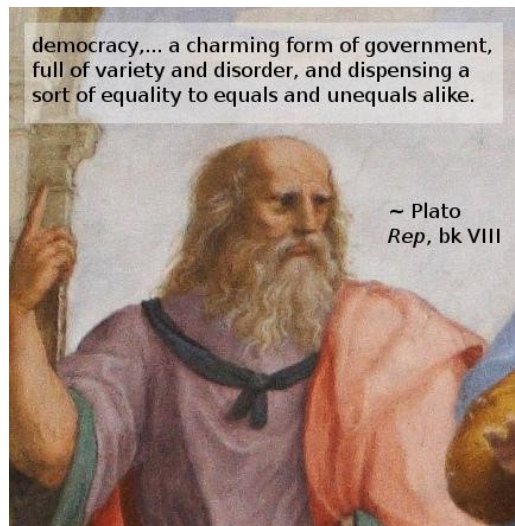 democracy,... a charming form of government,
full of variety and disorder, and dispensing a
sort of equality to equals and unequals alike.
~ Plato
Rep, bk VIII